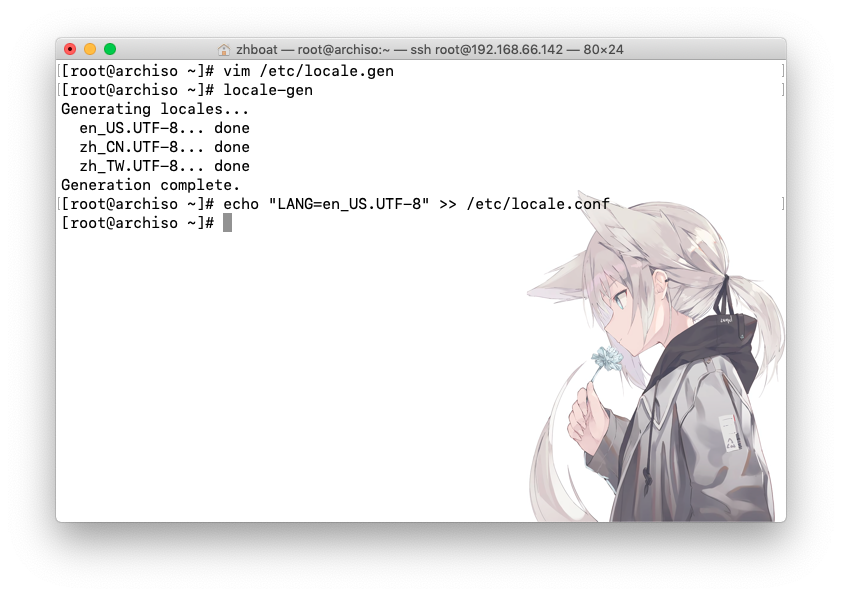 zhboat — root@archiso:~ — ssh root@192.168.66.142 — 80×24
[root@archiso ~]# vim /etc/locale.gen
[root@archiso ~]# locale-gen
Generating locales...
  en_US.UTF-8... done
  zh_CN.UTF-8... done
  zh_TW.UTF-8... done
Generation complete.
[root@archiso ~]# echo "LANG=en_US.UTF-8" >> /etc/locale.conf
[root@archiso ~]#